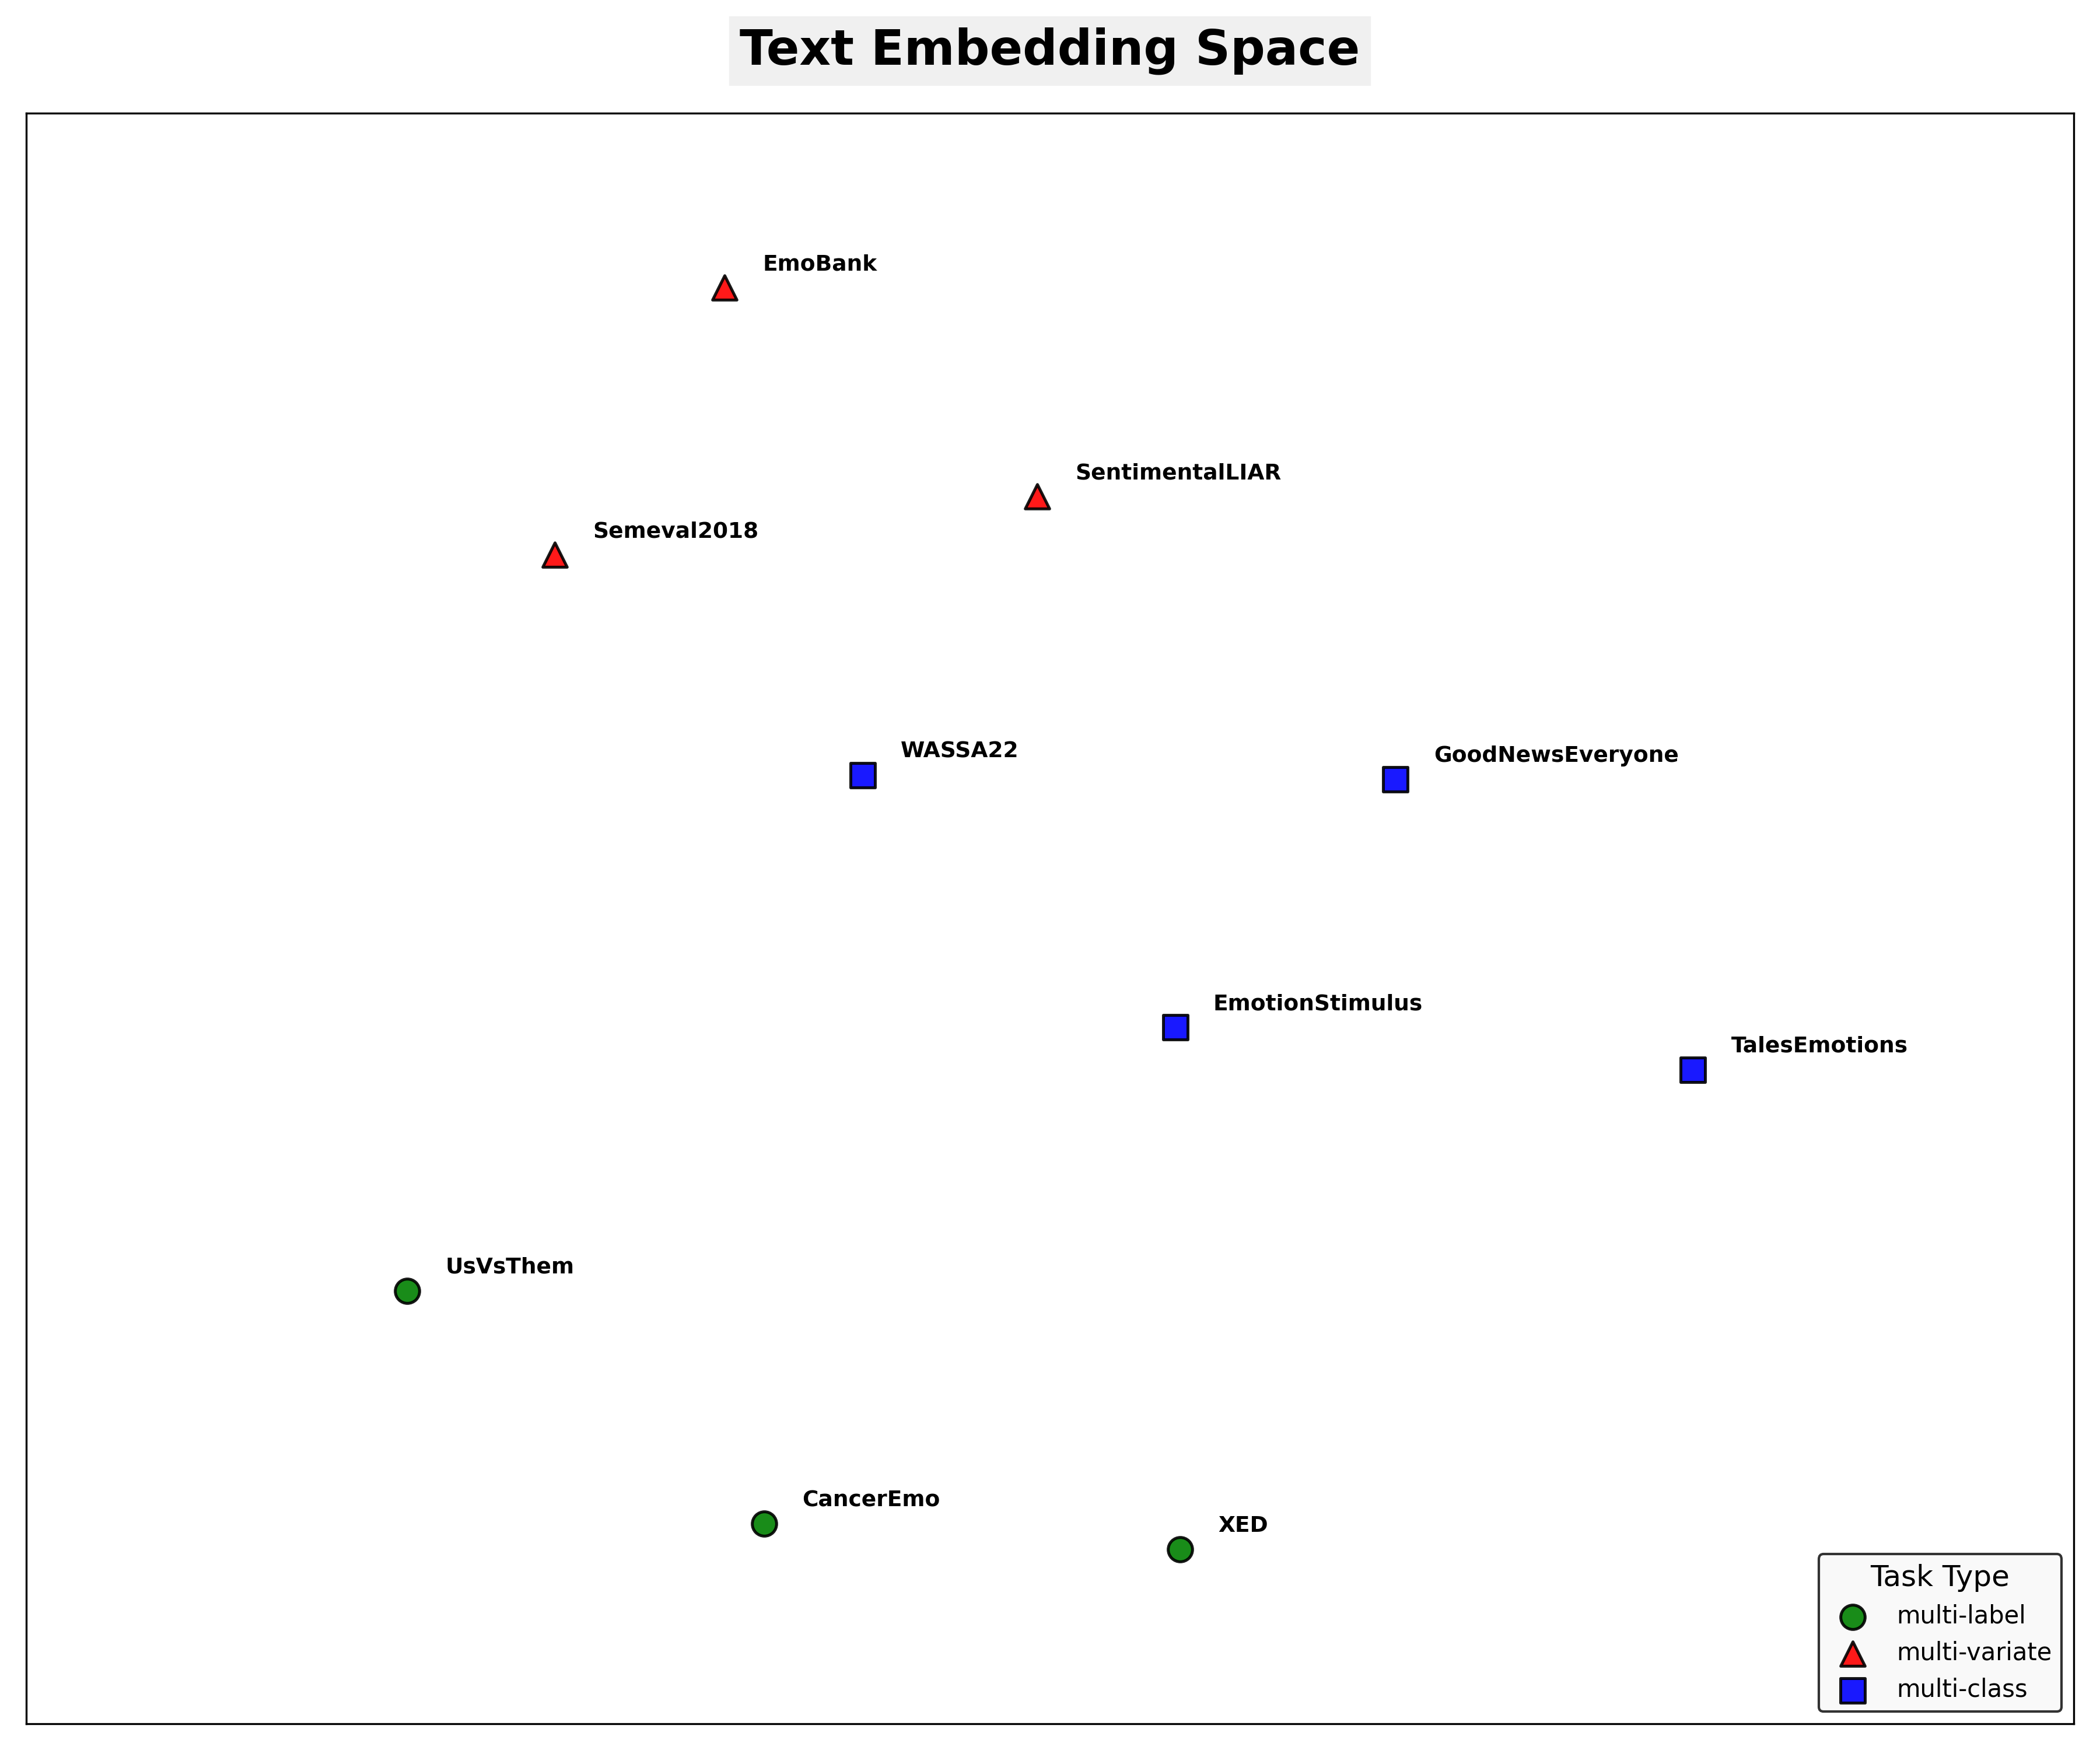 Text Embedding Space
EmoBank
SentimentalLIAR
Semeval2018
WASSA22
GoodNewsEveryone
EmotionStimulus
TalesEmotions
UsVsThem
CancerEmo
XED
Task Type
multi-label
multi-variate
multi-class